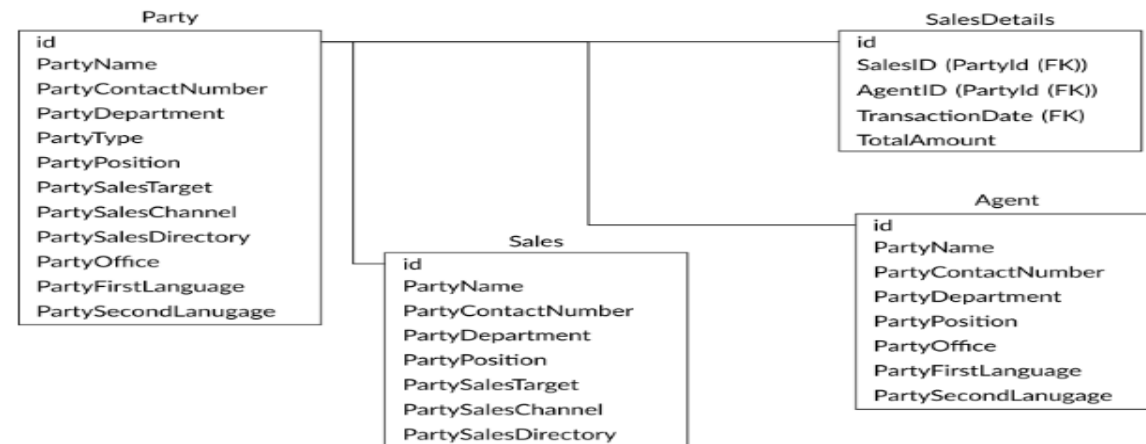 Party
id
PartyName
PartyContactNumber
PartyDepartment
PartyType
PartyPosition
PartySalesTarget
PartySalesChannel
PartySalesDirectory
PartyOffice
PartyFirstLanguage
PartySecondLanugage
SalesDetails
id
SalesID (PartyId (FK))
AgentID (PartyId (FK))
TransactionDate (FK)
TotalAmount
Sales
id
PartyName
PartyContactNumber
PartyDepartment
PartyPosition
PartySalesTarget
PartySalesChannel
PartySalesDirectory
Agent
id
PartyName
PartyContactNumber
PartyDepartment
PartyPosition
PartyOffice
PartyFirstLanguage
PartySecondLanugage